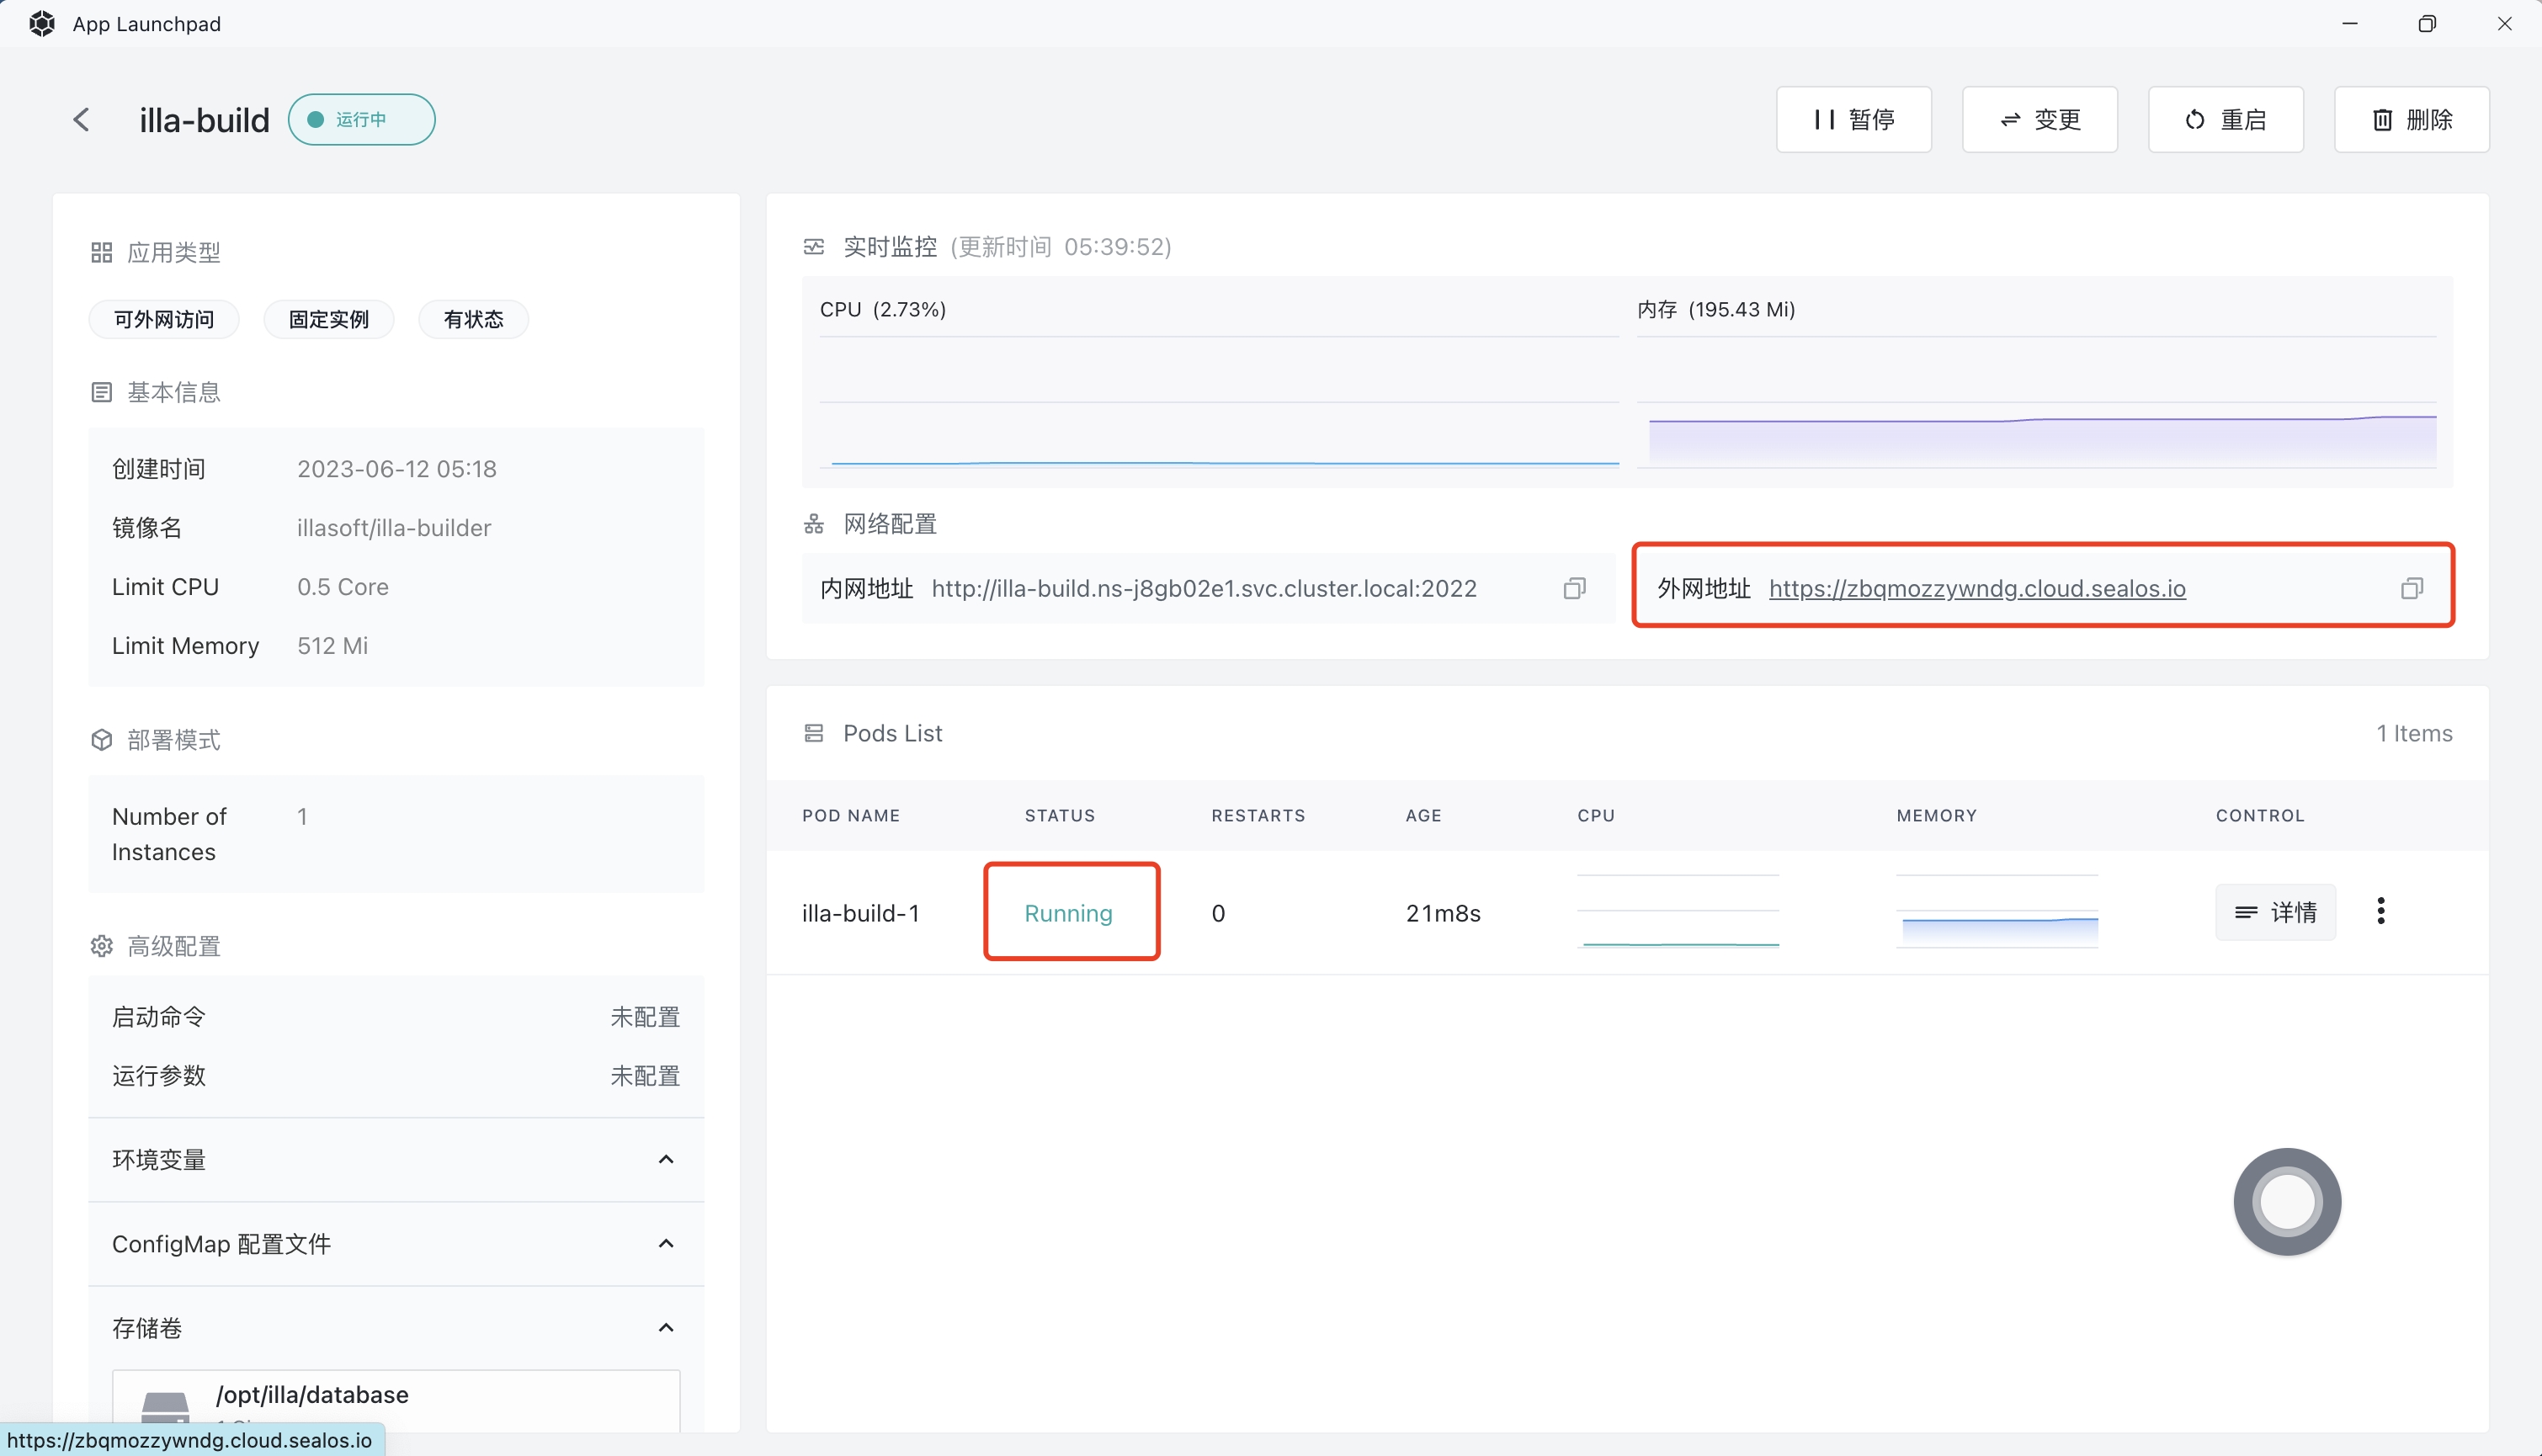 App Launchpad
illa-build
运行中
暂停
变更
重启
删除
应用类型
可外网访问
固定实例
有状态
基本信息
创建时间 2023-06-12 05:18
镜像名 illasoft/illa-builder
Limit CPU 0.5 Core
Limit Memory 512 Mi
部署模式
Number of Instances 1
高级配置
启动命令 未配置
运行参数 未配置
环境变量
ConfigMap 配置文件
存储卷
/opt/illa/database
实时监控 (更新时间 05:39:52)
CPU (2.73%)
内存 (195.43 Mi)
网络配置
内网地址 http://illa-build.ns-j8gb02e1.svc.cluster.local:2022
外网地址 https://zbqmozzywndg.cloud.sealos.io
Pods List
1 Items
POD NAME STATUS RESTARTS AGE CPU MEMORY CONTROL
illa-build-1 Running 0 21m8s 详情
https://zbqmozzywndg.cloud.sealos.io